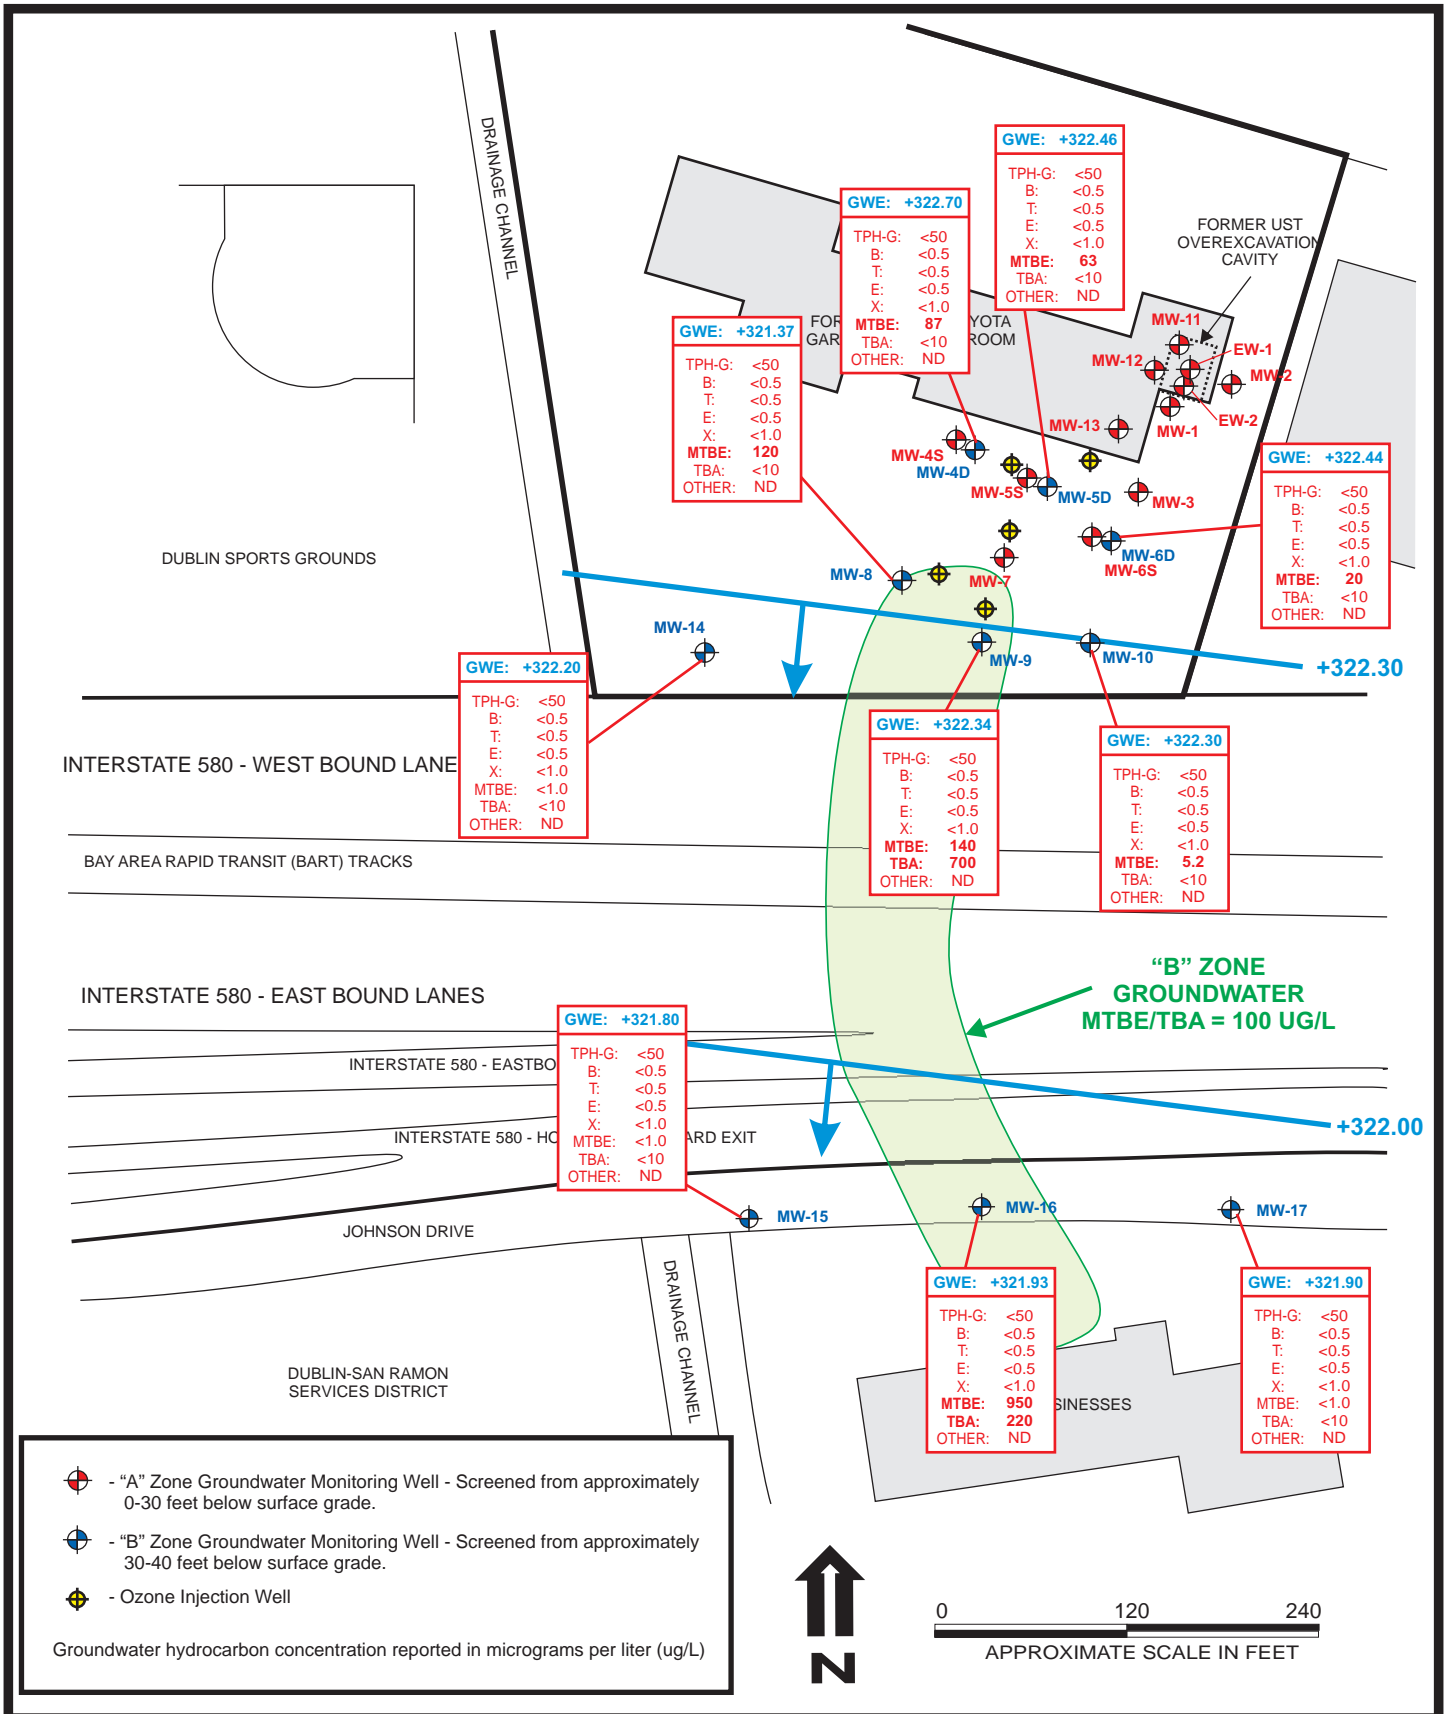 DRAINAGE CHANNEL
GWE: +322.46
TPH-G: <50
B: <0.5
T: <0.5
E: <0.5
X: <1.0
MTBE: 63
TBA: <10
OTHER: ND
GWE: +322.70
TPH-G: <50
B: <0.5
T: <0.5
E: <0.5
X: <1.0
MTBE: 87
TBA: <10
OTHER: ND
FORMER UST
OVEREXCAVATION
CAVITY
GWE: +321.37
TPH-G: <50
B: <0.5
T: <0.5
E: <0.5
X: <1.0
MTBE: 120
TBA: <10
OTHER: ND
FOR YOTA
GAR ROOM
MW-11
EW-1
MW-12
MW-2
EW-2
MW-1
MW-13
MW-4S
MW-4D
MW-5S
MW-5D
MW-3
MW-6D
MW-6S
GWE: +322.44
TPH-G: <50
B: <0.5
T: <0.5
E: <0.5
X: <1.0
MTBE: 20
TBA: <10
OTHER: ND
DUBLIN SPORTS GROUNDS
MW-8
MW-7
MW-14
MW-9
MW-10
+322.30
GWE: +322.20
TPH-G: <50
B: <0.5
T: <0.5
E: <0.5
X: <1.0
MTBE: <1.0
TBA: <10
OTHER: ND
GWE: +322.34
TPH-G: <50
B: <0.5
T: <0.5
E: <0.5
X: <1.0
MTBE: 140
TBA: 700
OTHER: ND
GWE: +322.30
TPH-G: <50
B: <0.5
T: <0.5
E: <0.5
X: <1.0
MTBE: 5.2
TBA: <10
OTHER: ND
INTERSTATE 580 - WEST BOUND LANE
BAY AREA RAPID TRANSIT (BART) TRACKS
"B" ZONE
GROUNDWATER
MTBE/TBA = 100 UG/L
INTERSTATE 580 - EAST BOUND LANES
GWE: +321.80
TPH-G: <50
B: <0.5
T: <0.5
E: <0.5
X: <1.0
MTBE: <1.0
TBA: <10
OTHER: ND
INTERSTATE 580 - EASTBO
INTERSTATE 580 - HO ARD EXIT
+322.00
MW-15
MW-16
MW-17
JOHNSON DRIVE
DRAINAGE CHANNEL
GWE: +321.93
TPH-G: <50
B: <0.5
T: <0.5
E: <0.5
X: <1.0
MTBE: 950
TBA: 220
OTHER: ND
SINESSES
GWE: +321.90
TPH-G: <50
B: <0.5
T: <0.5
E: <0.5
X: <1.0
MTBE: <1.0
TBA: <10
OTHER: ND
DUBLIN-SAN RAMON
SERVICES DISTRICT
- "A" Zone Groundwater Monitoring Well - Screened from approximately
0-30 feet below surface grade.
- "B" Zone Groundwater Monitoring Well - Screened from approximately
30-40 feet below surface grade.
- Ozone Injection Well
Groundwater hydrocarbon concentration reported in micrograms per liter (ug/L)
N
0 120 240
APPROXIMATE SCALE IN FEET